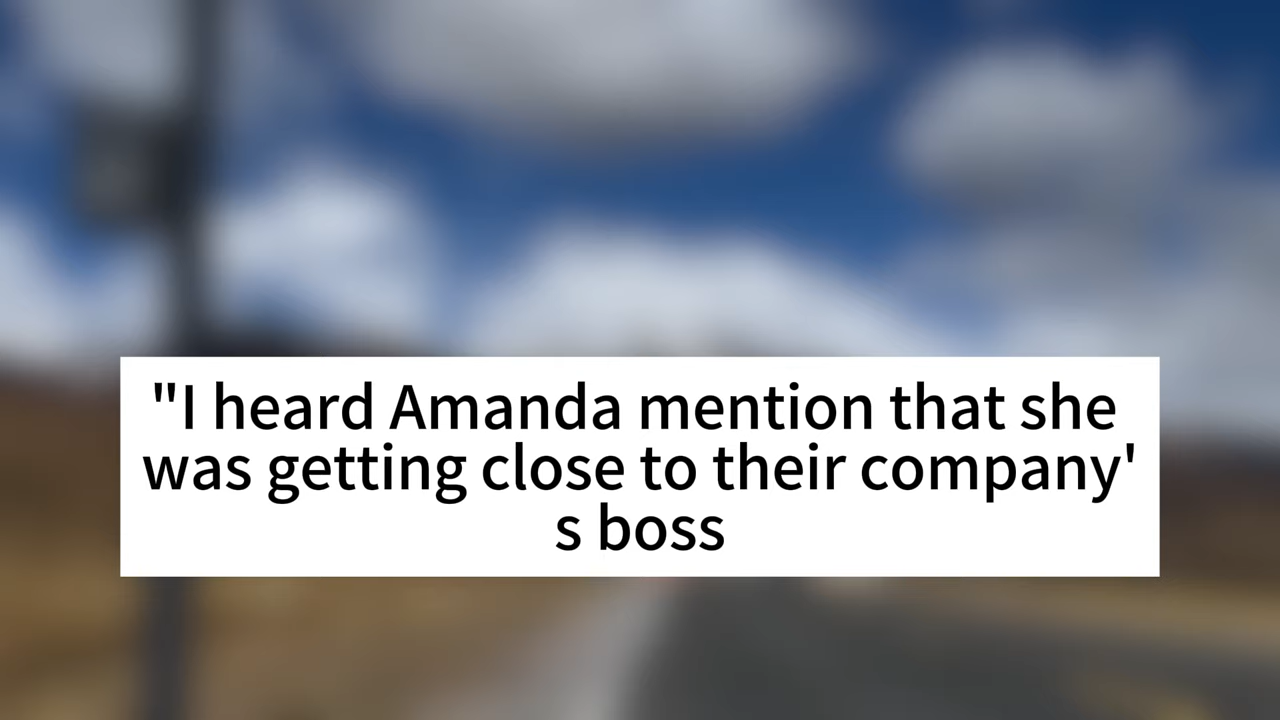 "I heard Amanda mention that she
was getting close to their company'
s boss